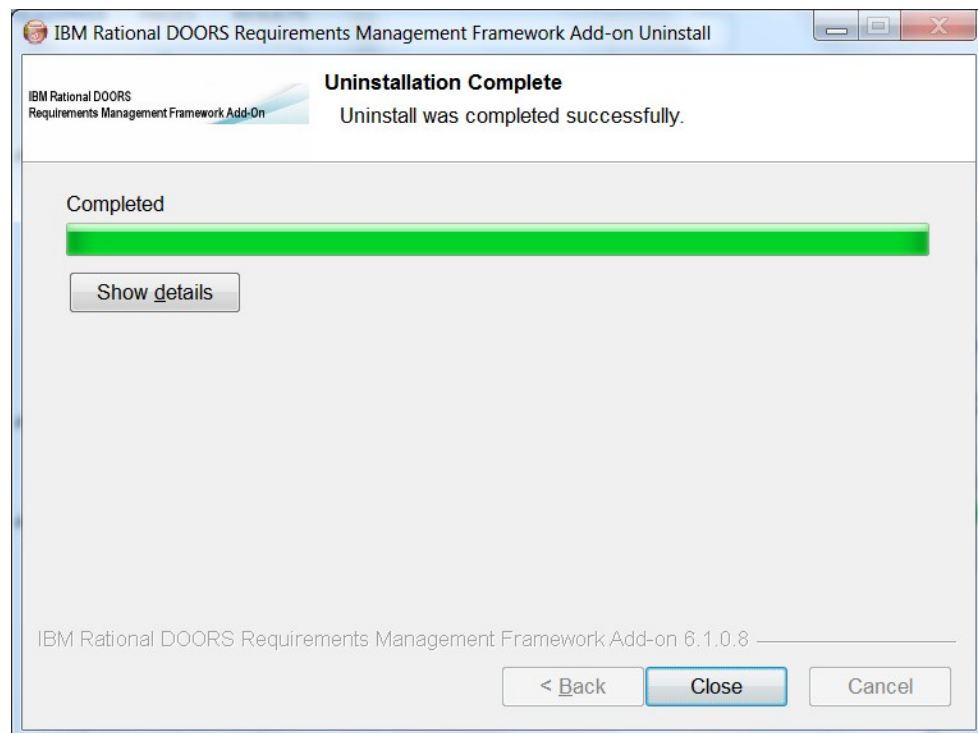 IBM Rational DOORS Requirements Management Framework Add-on Uninstall
IBM Rational DOORS
Requirements Management Framework Add-On
Uninstallation Complete
Uninstall was completed successfully.
Completed
Show details
IBM Rational DOORS Requirements Management Framework Add-on 6.1.0.8
< Back
Close
Cancel